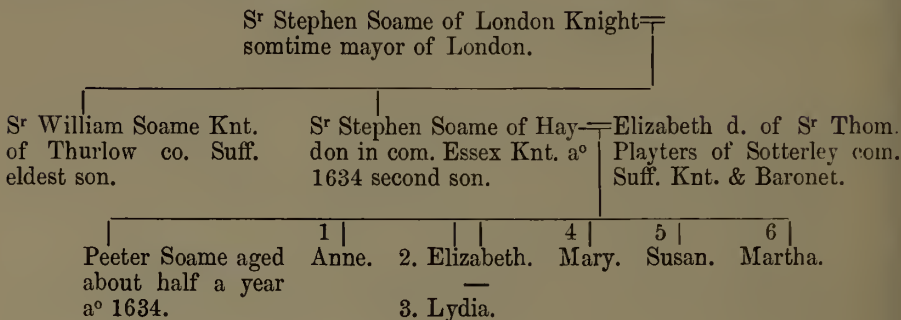 Sʳ Stephen Soame of London Knight
somtime mayor of London.
Sʳ William Soame Knt.
of Thurlow co. Suff.
eldest son.
Sʳ Stephen Soame of Hay-
don in com. Essex Knt. aº
1634 second son.
Elizabeth d. of Sʳ Thom.
Playters of Sotterley com.
Suff. Knt. & Baronet.
Peeter Soame aged
about half a year
aº 1634.
1
Anne.
2. Elizabeth.
3. Lydia.
4
Mary.
5
Susan.
6
Martha.